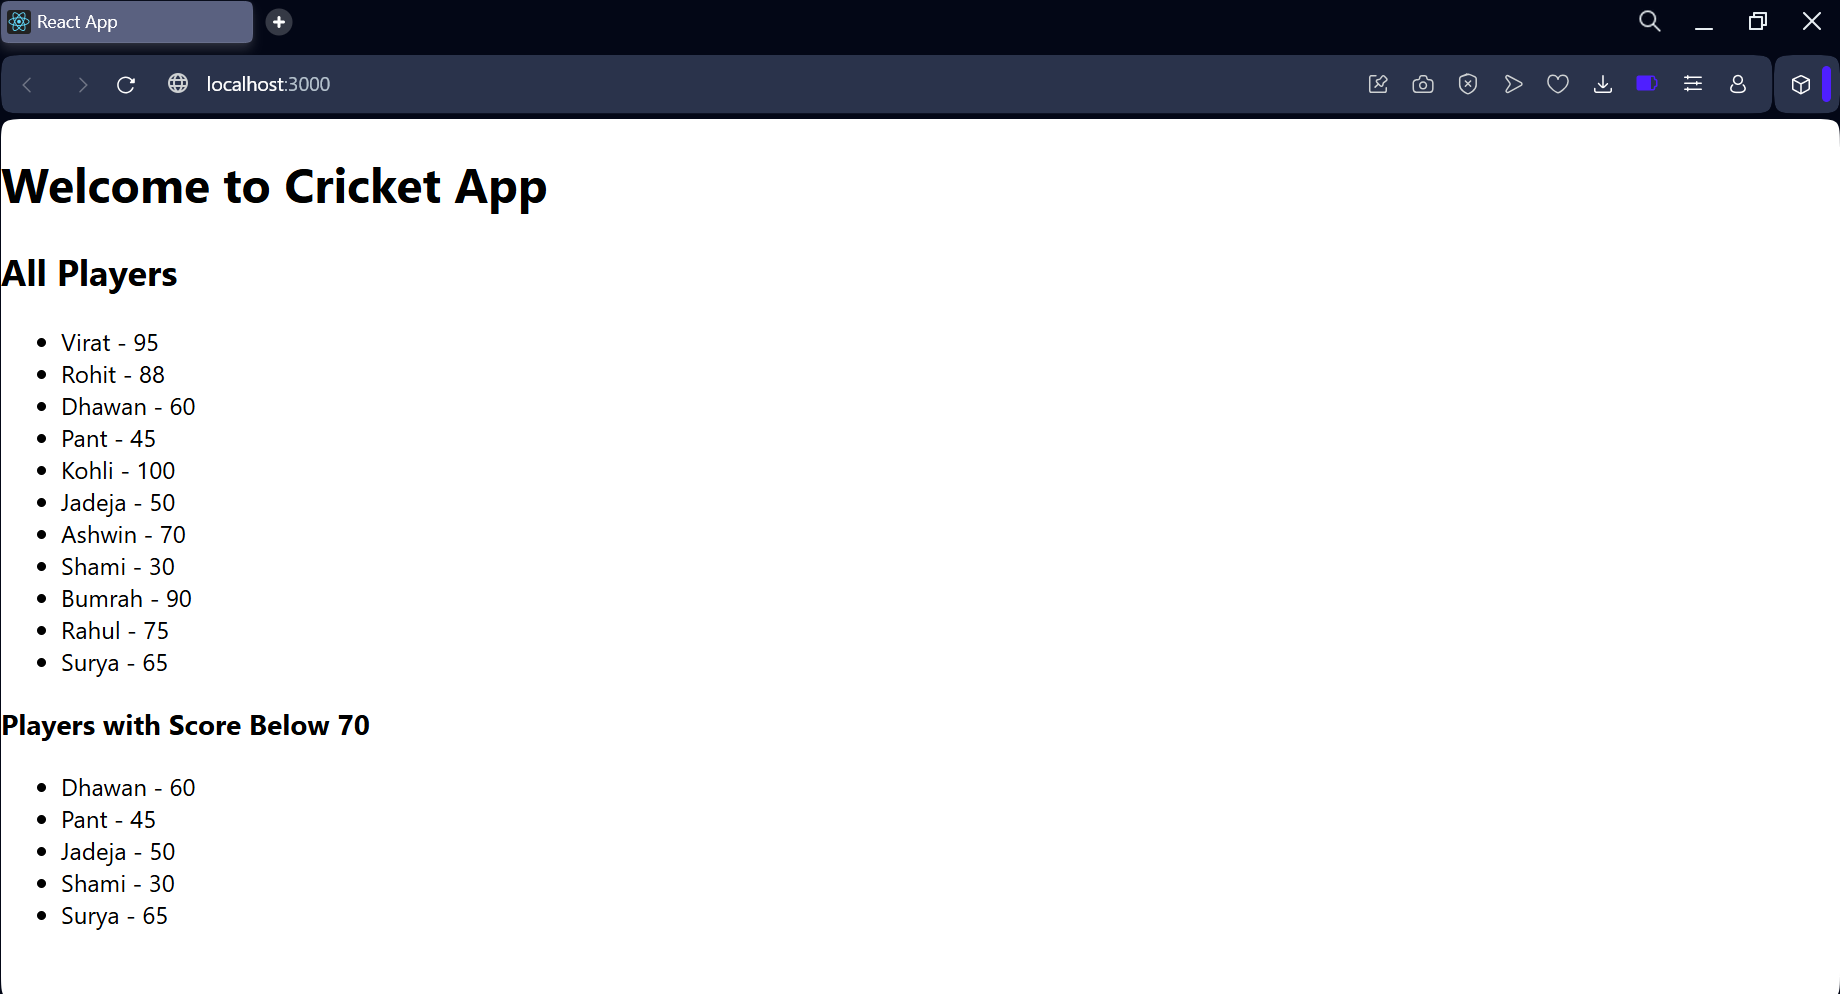 React App
localhost:3000
Welcome to Cricket App
All Players
Virat - 95
Rohit - 88
Dhawan - 60
Pant - 45
Kohli - 100
Jadeja - 50
Ashwin - 70
Shami - 30
Bumrah - 90
Rahul - 75
Surya - 65
Players with Score Below 70
Dhawan - 60
Pant - 45
Jadeja - 50
Shami - 30
Surya - 65